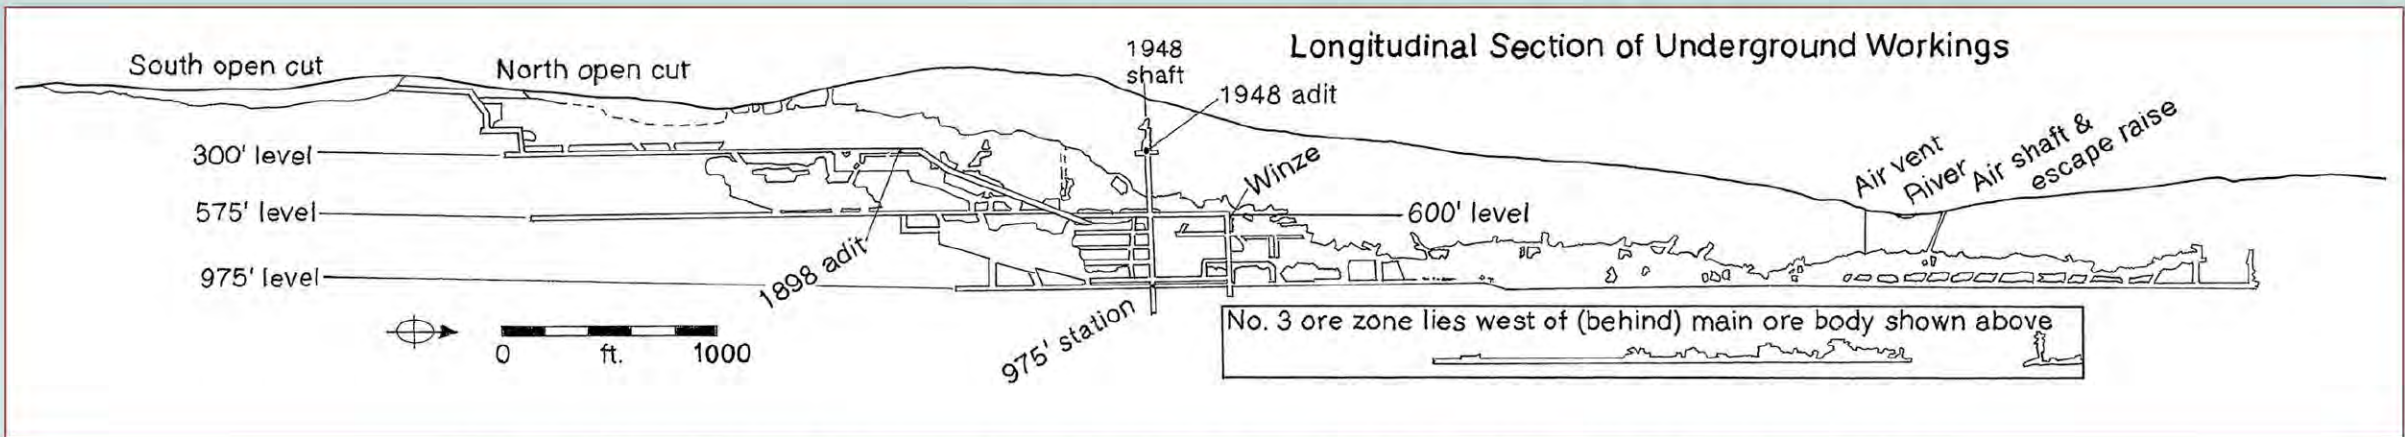 Longitudinal Section of Underground Workings
South open cut
North open cut
1948
shaft
1948 adit
300' level
Winze
Air vent
River
Air shaft &
escape raise
575' level
600' level
975' level
1898 adit
975' station
0
ft.
1000
No. 3 ore zone lies west of (behind) main ore body shown above